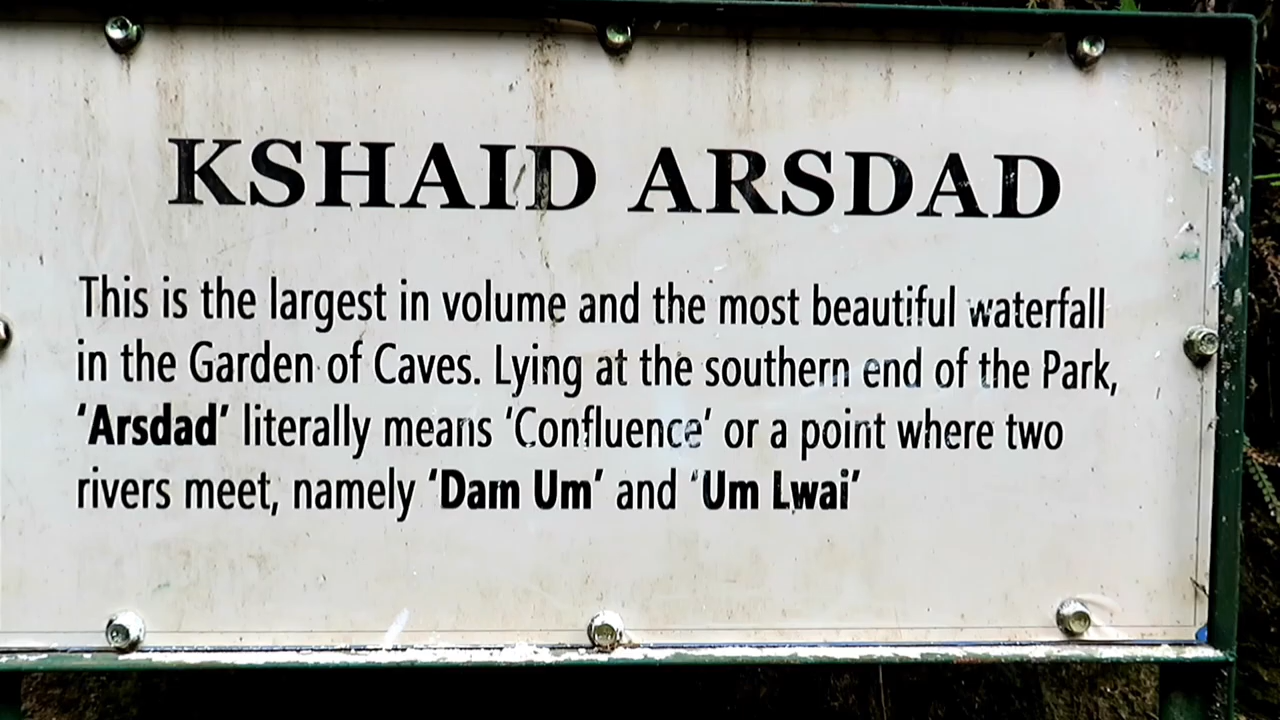 KSHAID ARSDAD
This is the largest in volume and the most beautiful waterfall
in the Garden of Caves. Lying at the southern end of the Park,
‘Arsdad’ literally means ‘Confluence’ or a point where two
rivers meet, namely ‘Dam Um’ and ‘Um Lwai’